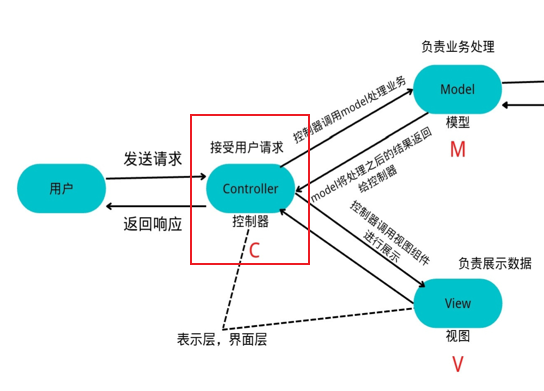 负责业务处理
Model
模型
M
控制器调用model处理业务
接受用户请求
发送请求
model将处理之后的结果返回
给控制器
用户
Controller
返回响应
控制器
C
控制器调用视图组件
进行展示
负责展示数据
View
表示层，界面层
视图
V